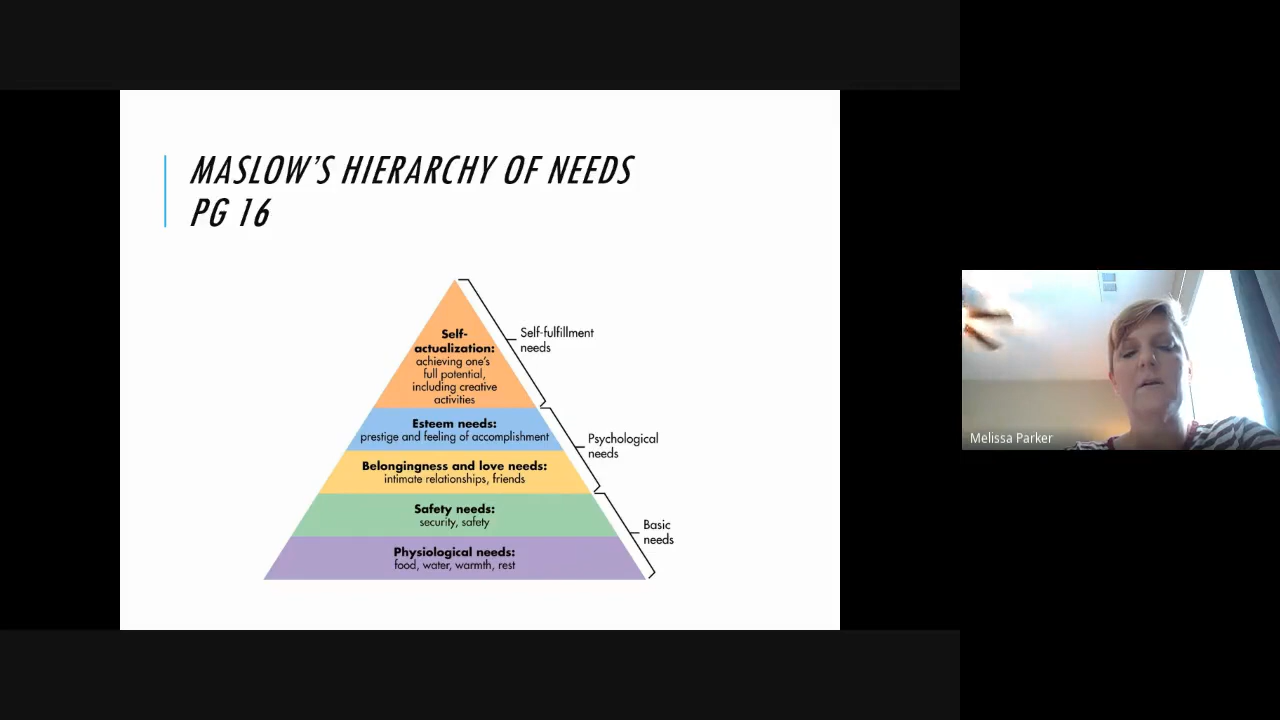 MASLOW'S HIERARCHY OF NEEDS
PG 16
Self-
actualization:
achieving one's
full potential,
including creative
activities
Self-fulfillment
needs
Esteem needs:
prestige and feeling of accomplishment
Psychological
needs
Belongingness and love needs:
intimate relationships, friends
Safety needs:
security, safety
Basic
needs
Physiological needs:
food, water, warmth, rest
Melissa Parker